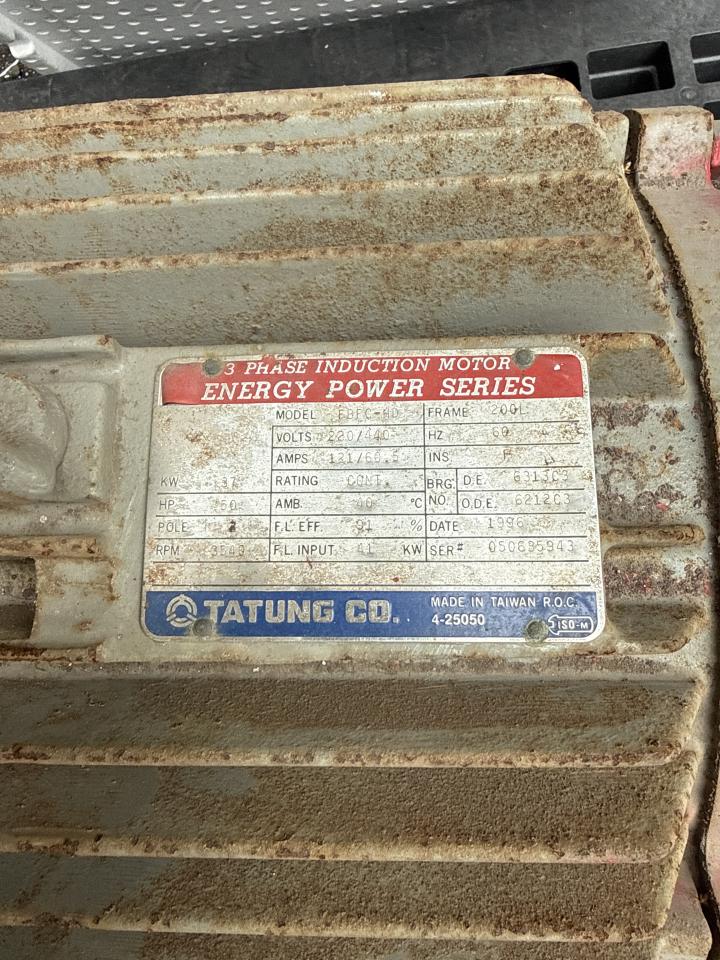 3 PHASE INDUCTION MOTOR
ENERGY POWER SERIES
MODEL FRAME 200L
VOLTS 220/440 HZ 60
AMPS 121/60.5 INS. F
KW 37 RATING CONT. BRG. NO. D.E. 6313C3
HP 50 AMB. 40 °C O.D.E. 6212C3
POLE 2 F.L. EFF. 91 % DATE 1996
RPM F.L. INPUT 41 KW SER# 050695943
TATUNG CO. MADE IN TAIWAN R.O.C.
4-25050 ISO-M